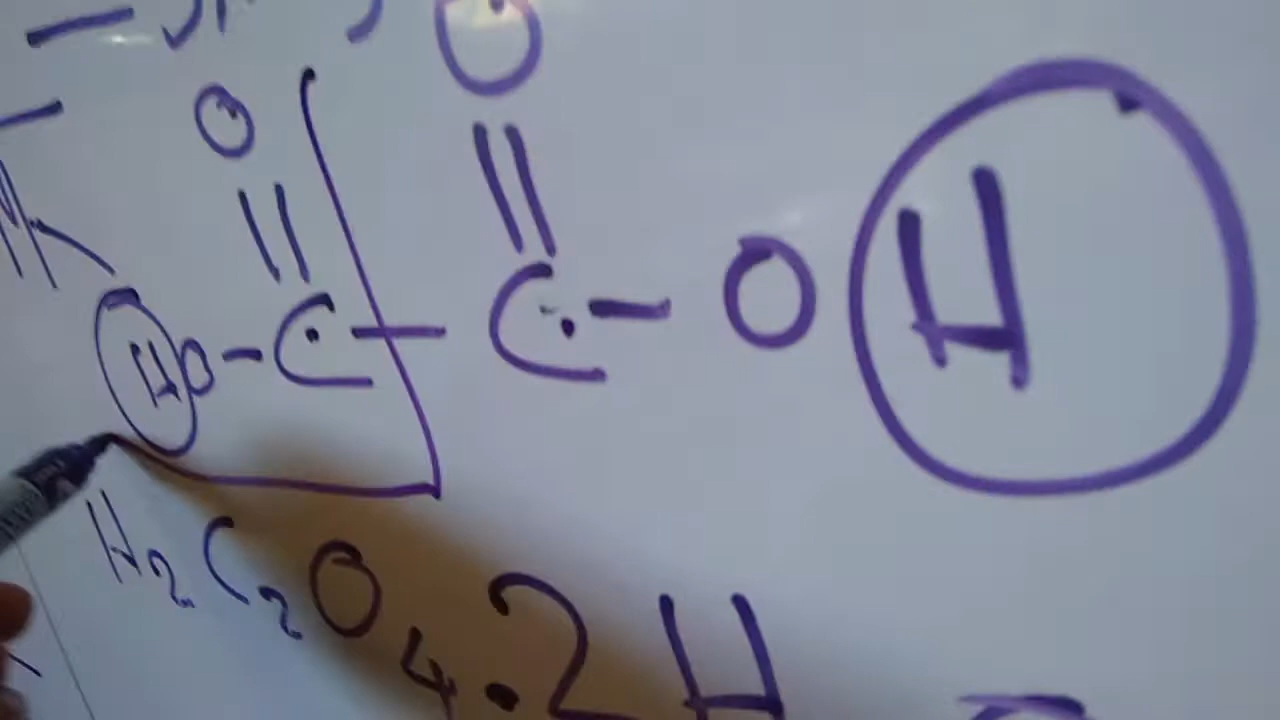 O O
|| ||
HO-C-C-OH
H₂C₂O₄·2H